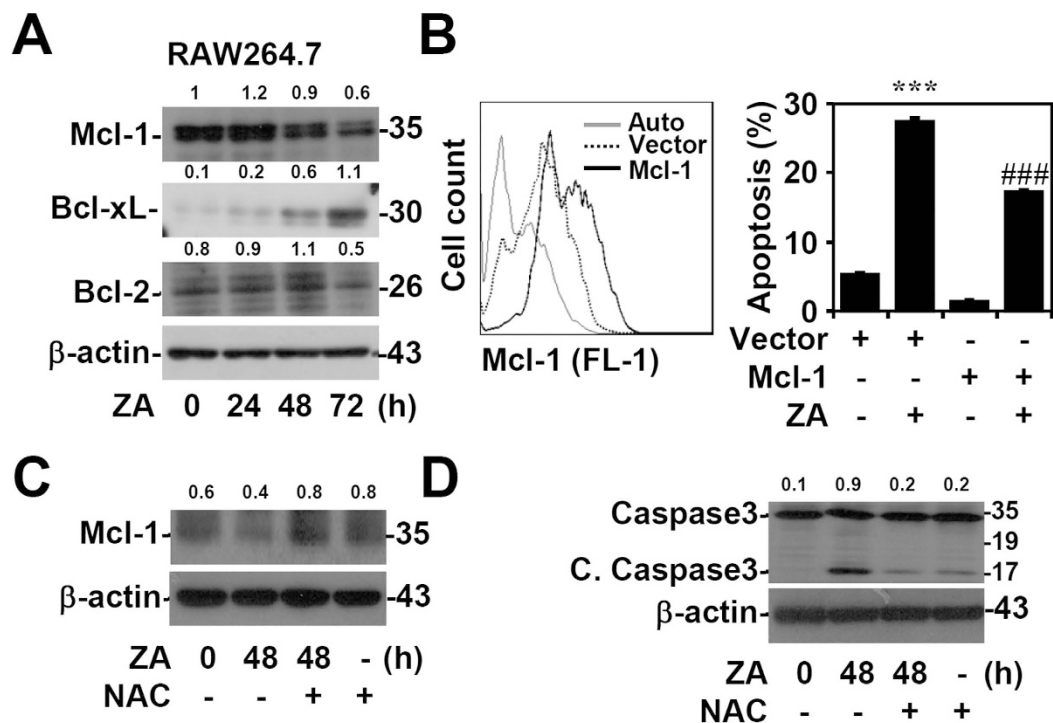 A
RAW264.7
1 1.2 0.9 0.6
Mcl-1- -35
0.1 0.2 0.6 1.1
Bcl-xL- -30
0.8 0.9 1.1 0.5
Bcl-2- -26
β-actin- -43
ZA 0 24 48 72 (h)
B
Auto
Vector
Mcl-1
Cell count
Mcl-1 (FL-1)
Apoptosis (%)
30
20
10
0
***
###
Vector + + - -
Mcl-1 - - + +
ZA - + - +
C
0.6 0.4 0.8 0.8
Mcl-1- -35
β-actin- -43
ZA 0 48 48 - (h)
NAC - - + +
D
0.1 0.9 0.2 0.2
Caspase3- -35
-19
C. Caspase3- -17
β-actin- -43
ZA 0 48 48 - (h)
NAC - - + +